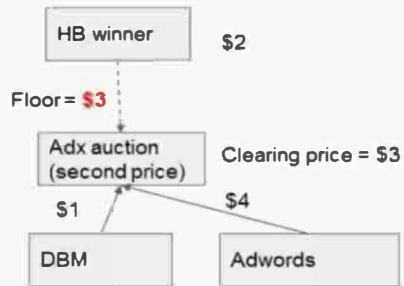 HB winner
$2
Floor = $3
Adx auction
(second price)
Clearing price = $3
$1
$4
DBM
Adwords